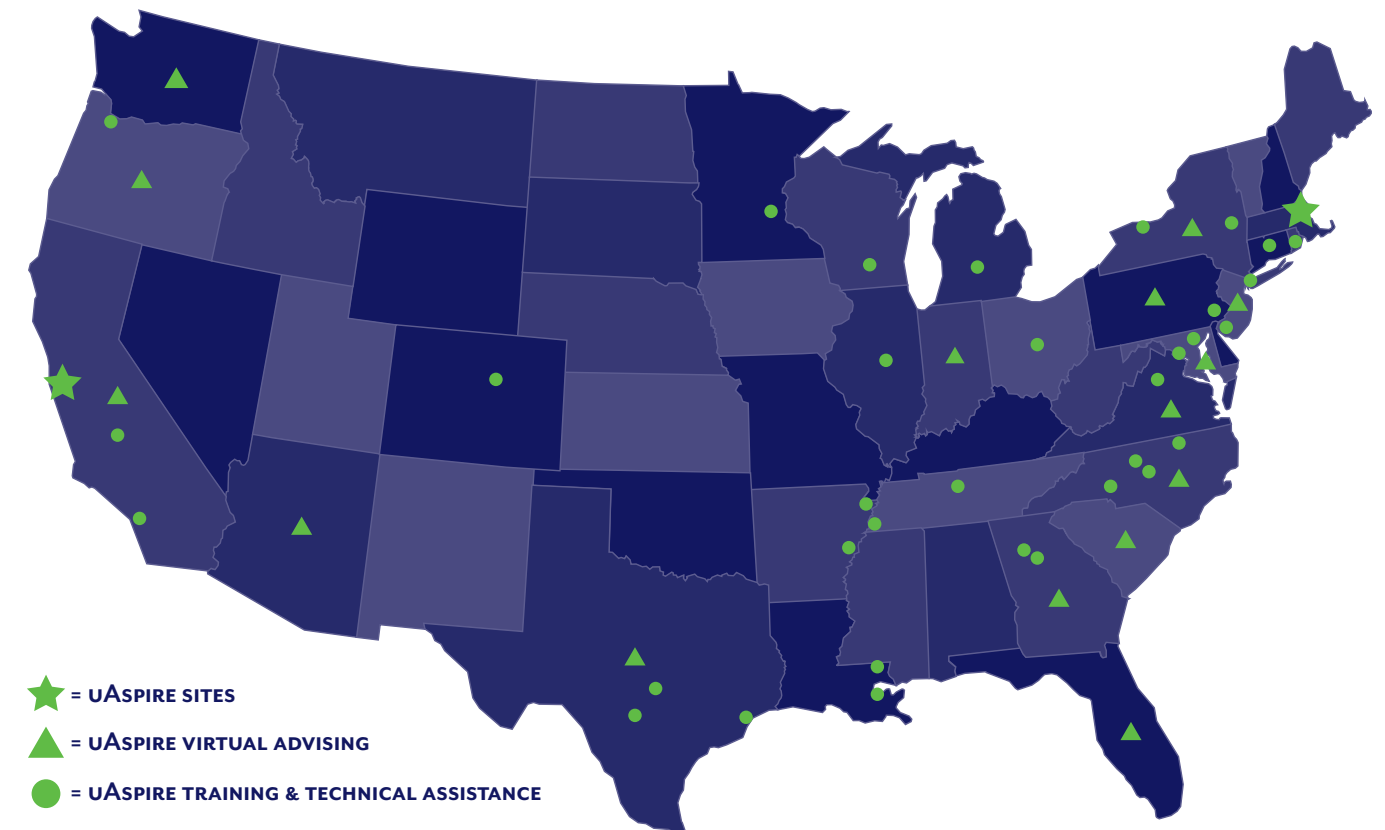 = uAspire sites
= uAspire virtual advising
= uAspire training & technical assistance